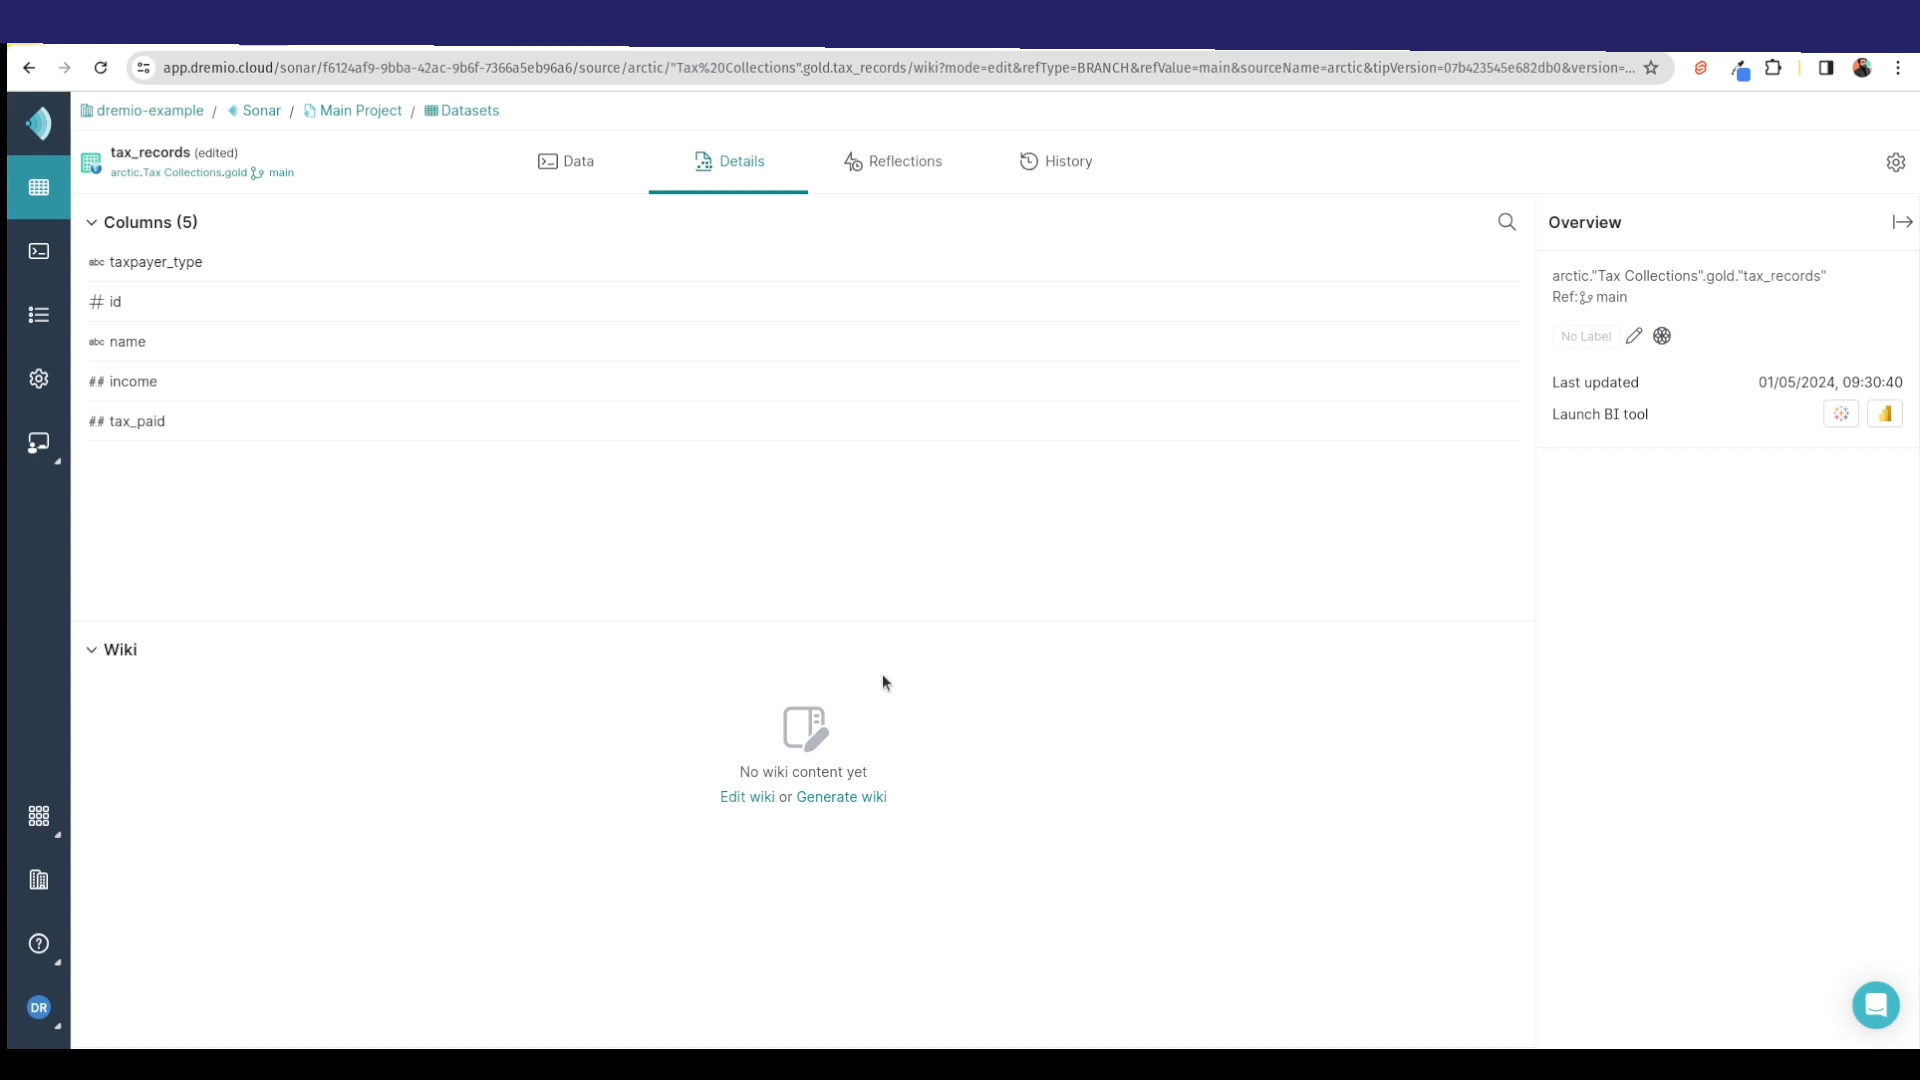 app.dremio.cloud/sonar/f6124af9-9bba-42ac-9b6f-7366a5eb96a6/source/arctic/"Tax%20Collections".gold.tax_records/wiki?mode=edit&refType=BRANCH&refValue=main&sourceName=arctic&tipVersion=07b423545e682db0&version=...
dremio-example / Sonar / Main Project / Datasets
tax_records (edited)
arctic.Tax Collections.gold main
Data
Details
Reflections
History
Columns (5)
abc taxpayer_type
# id
abc name
## income
## tax_paid
Overview
arctic."Tax Collections".gold."tax_records"
Ref: main
No Label
Last updated 01/05/2024, 09:30:40
Launch BI tool
Wiki
No wiki content yet
Edit wiki or Generate wiki
DR